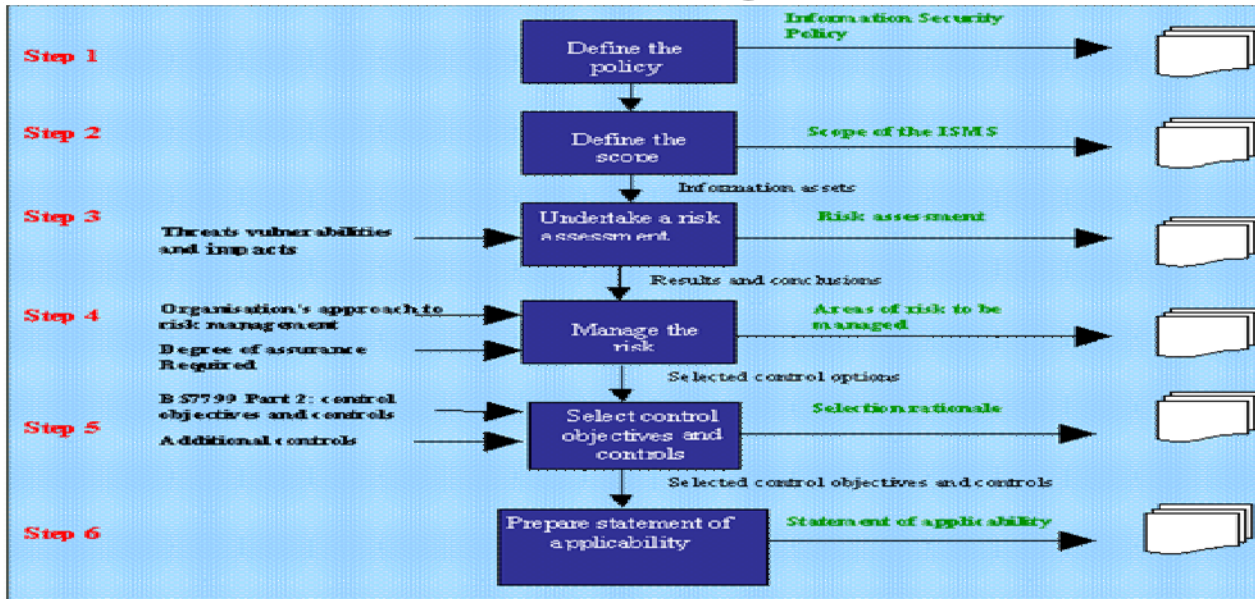 Step 1
Define the
policy
Information Security
Policy
Step 2
Define the
scope
Scope of the ISMS
Information assets
Step 3
Threats vulnerabilities
and impacts
Undertake a risk
assessment
Risk assessment
Results and conclusions
Step 4
Organisation's approach to
risk management
Degree of assurance
Required
Manage the
risk
Areas of risk to be
managed
Selected control options
Step 5
BS7799 Part 2: control
objectives and controls
Additional controls
Select control
objectives and
controls
Selection rationale
Selected control objectives and controls
Step 6
Prepare statement of
applicability
Statement of applicability